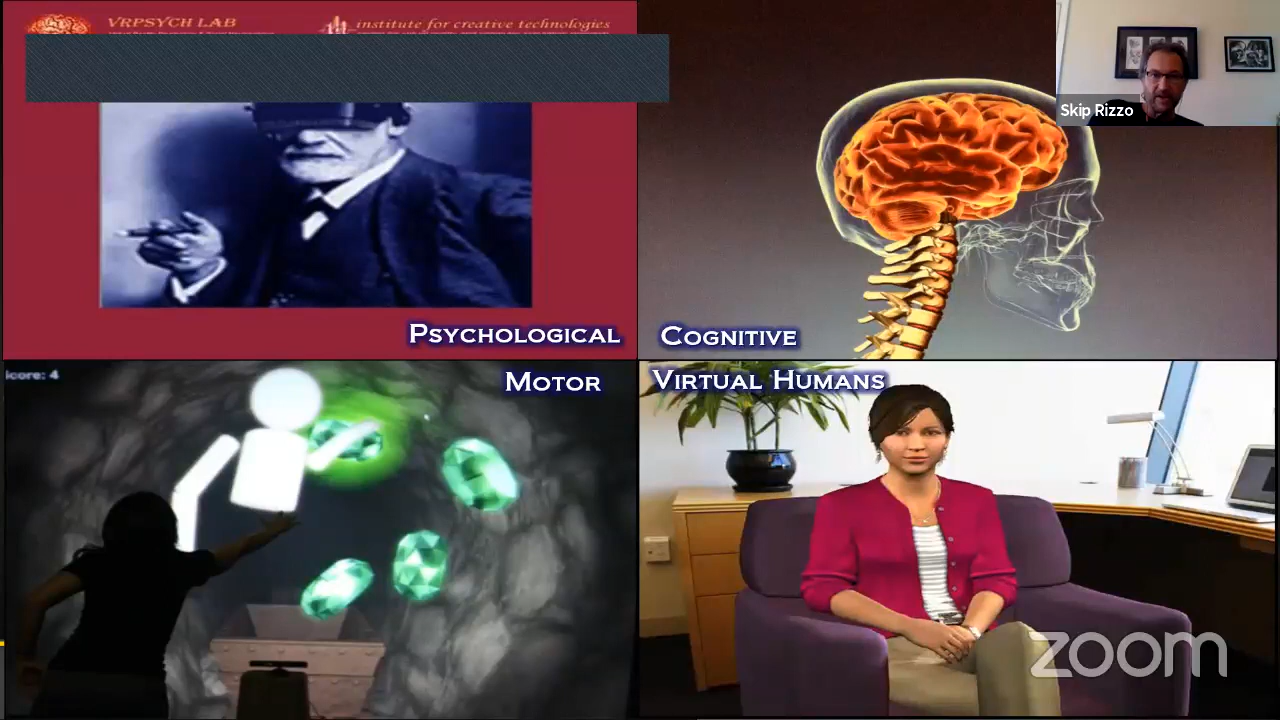 VRPSYCH LAB
institute for creative technologies
Skip Rizzo
PSYCHOLOGICAL
COGNITIVE
score: 4
MOTOR
VIRTUAL HUMANS
zoom